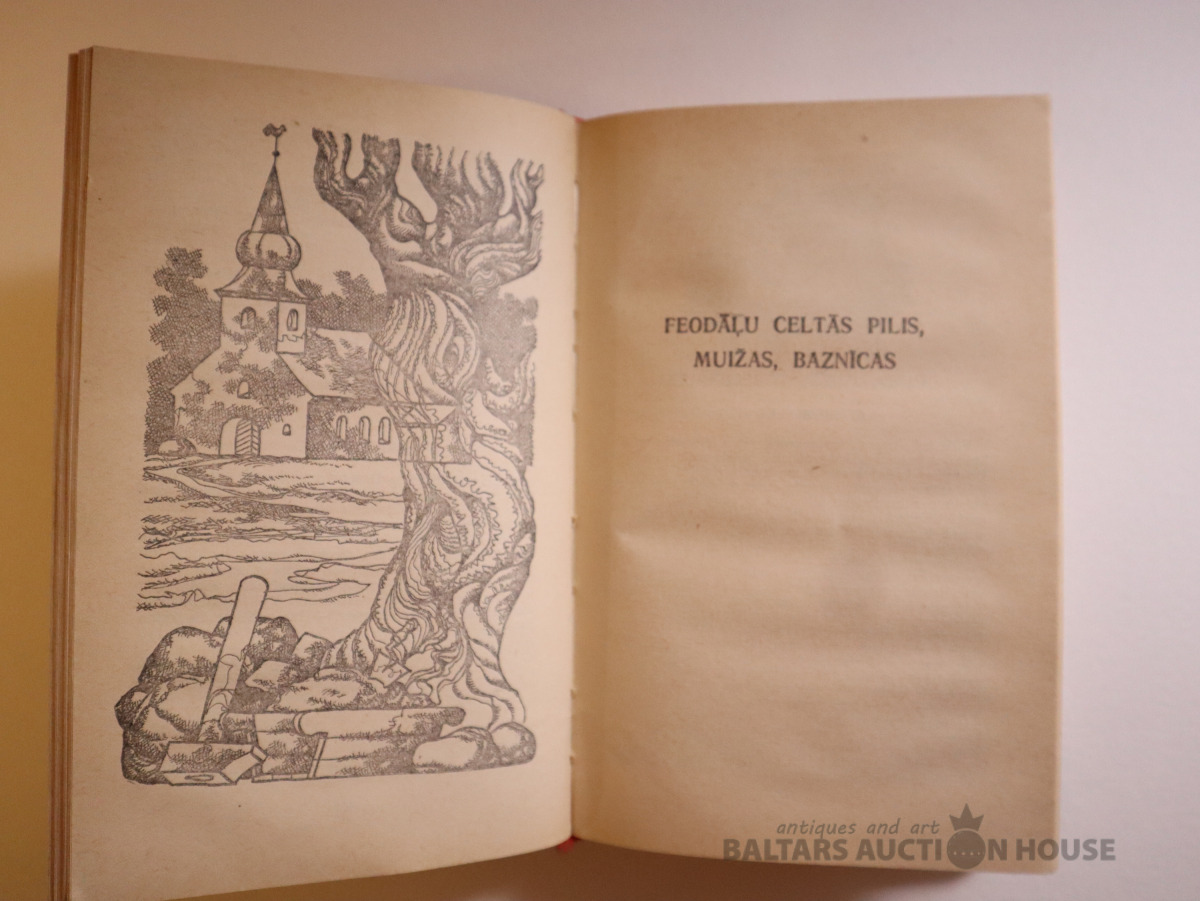 FEODĀĻU CELTĀS PILIS,
MUIŽAS, BAZNĪCAS
antiques and art
BALTARS AUCTION HOUSE